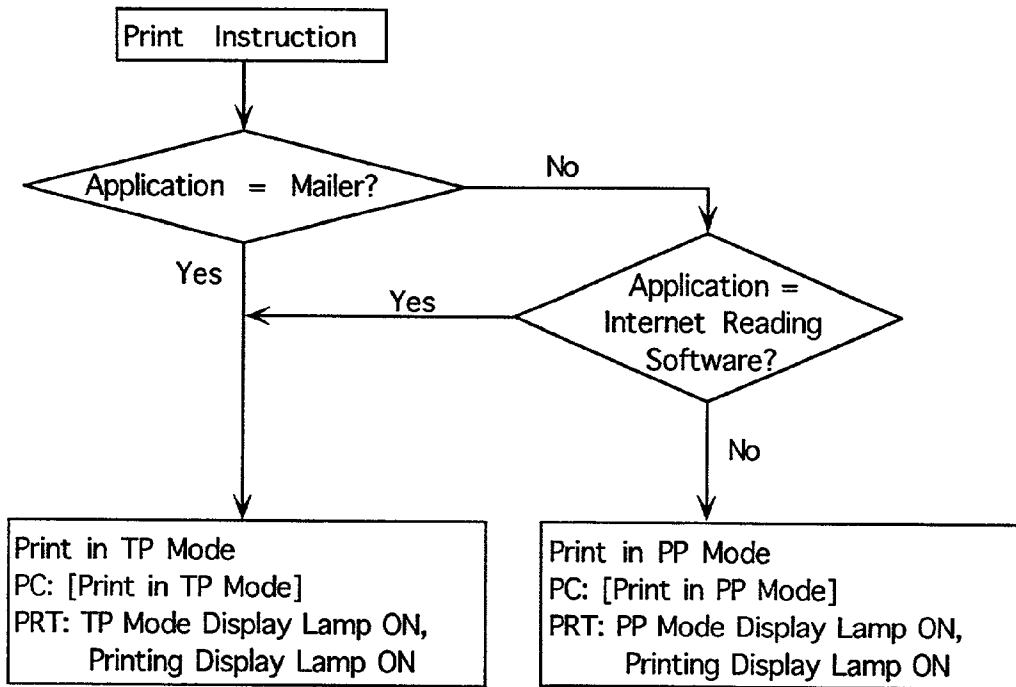 Print Instruction
Application = Mailer?
No
Yes
Application =
Internet Reading
Software?
Yes
No
Print in TP Mode
PC: [Print in TP Mode]
PRT: TP Mode Display Lamp ON,
Printing Display Lamp ON
Print in PP Mode
PC: [Print in PP Mode]
PRT: PP Mode Display Lamp ON,
Printing Display Lamp ON